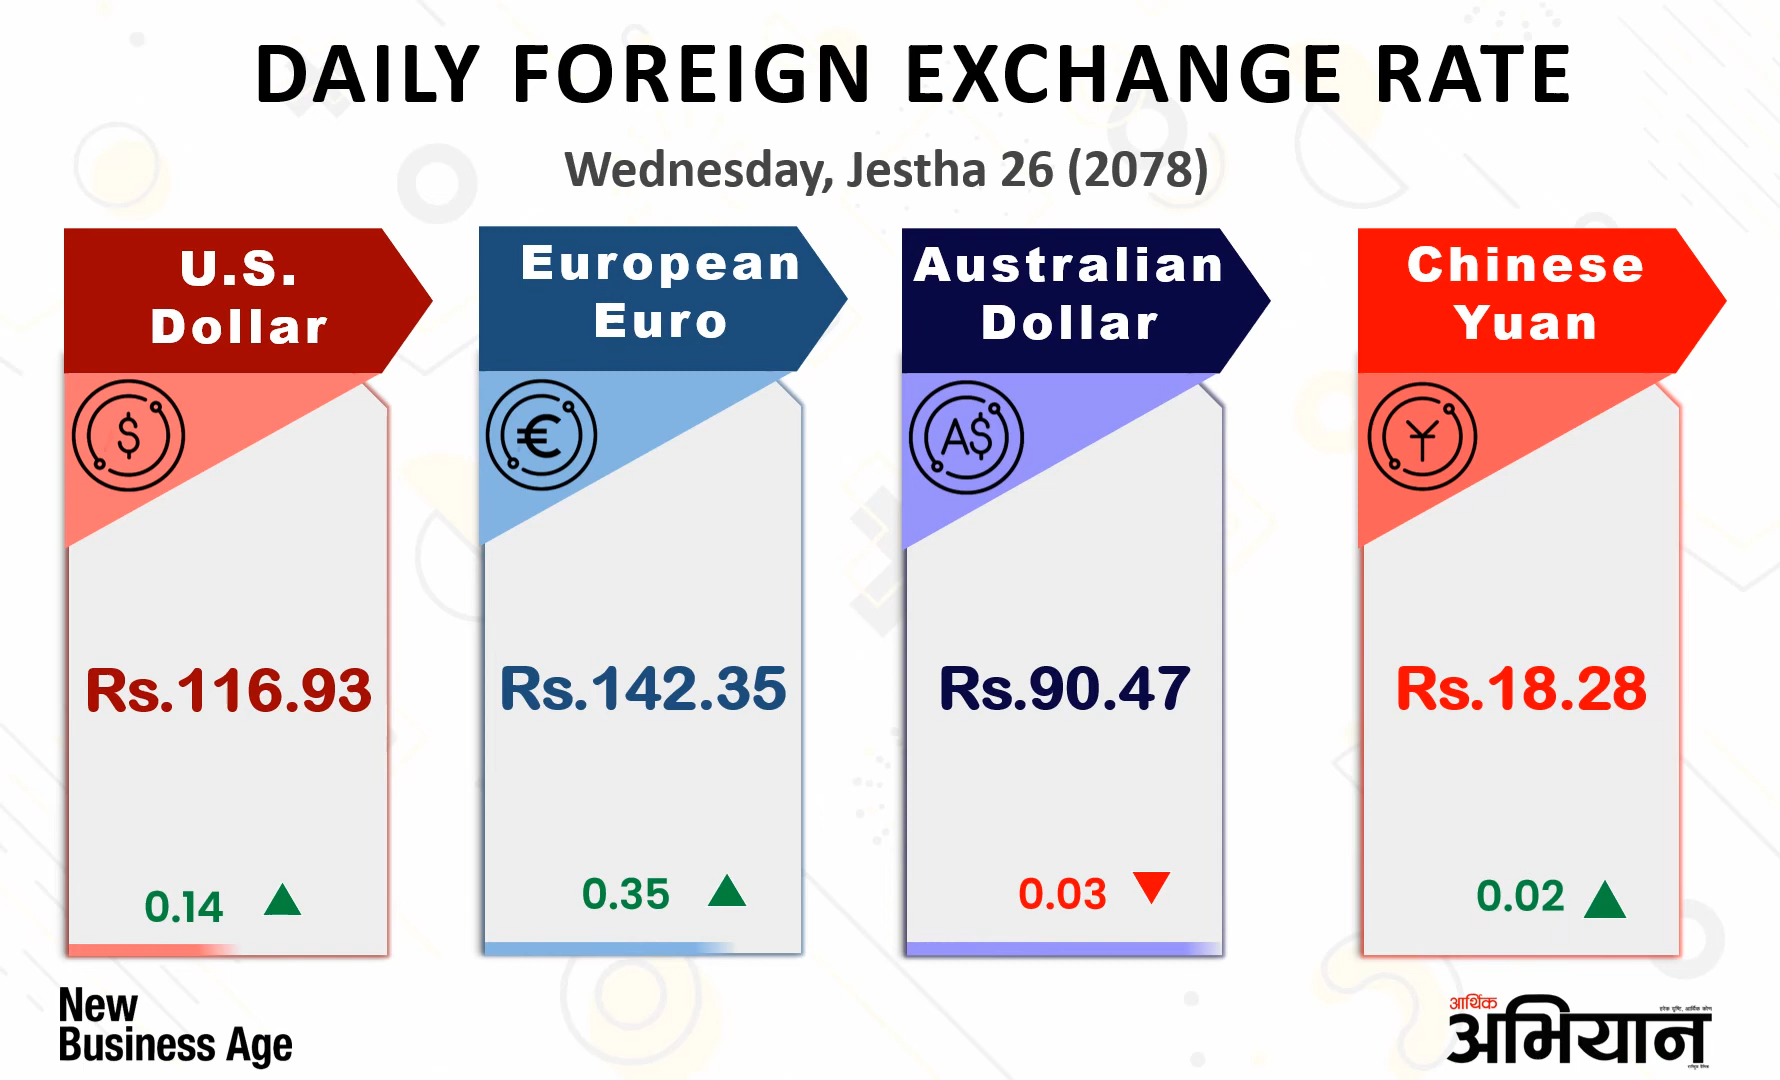 DAILY FOREIGN EXCHANGE RATE
Wednesday, Jestha 26 (2078)
U.S.
Dollar
$
Rs.116.93
0.14
European
Euro
€
Rs.142.35
0.35
Australian
Dollar
A$
Rs.90.47
0.03
Chinese
Yuan
Rs.18.28
0.02
New
Business Age
आर्थिक
अभियान